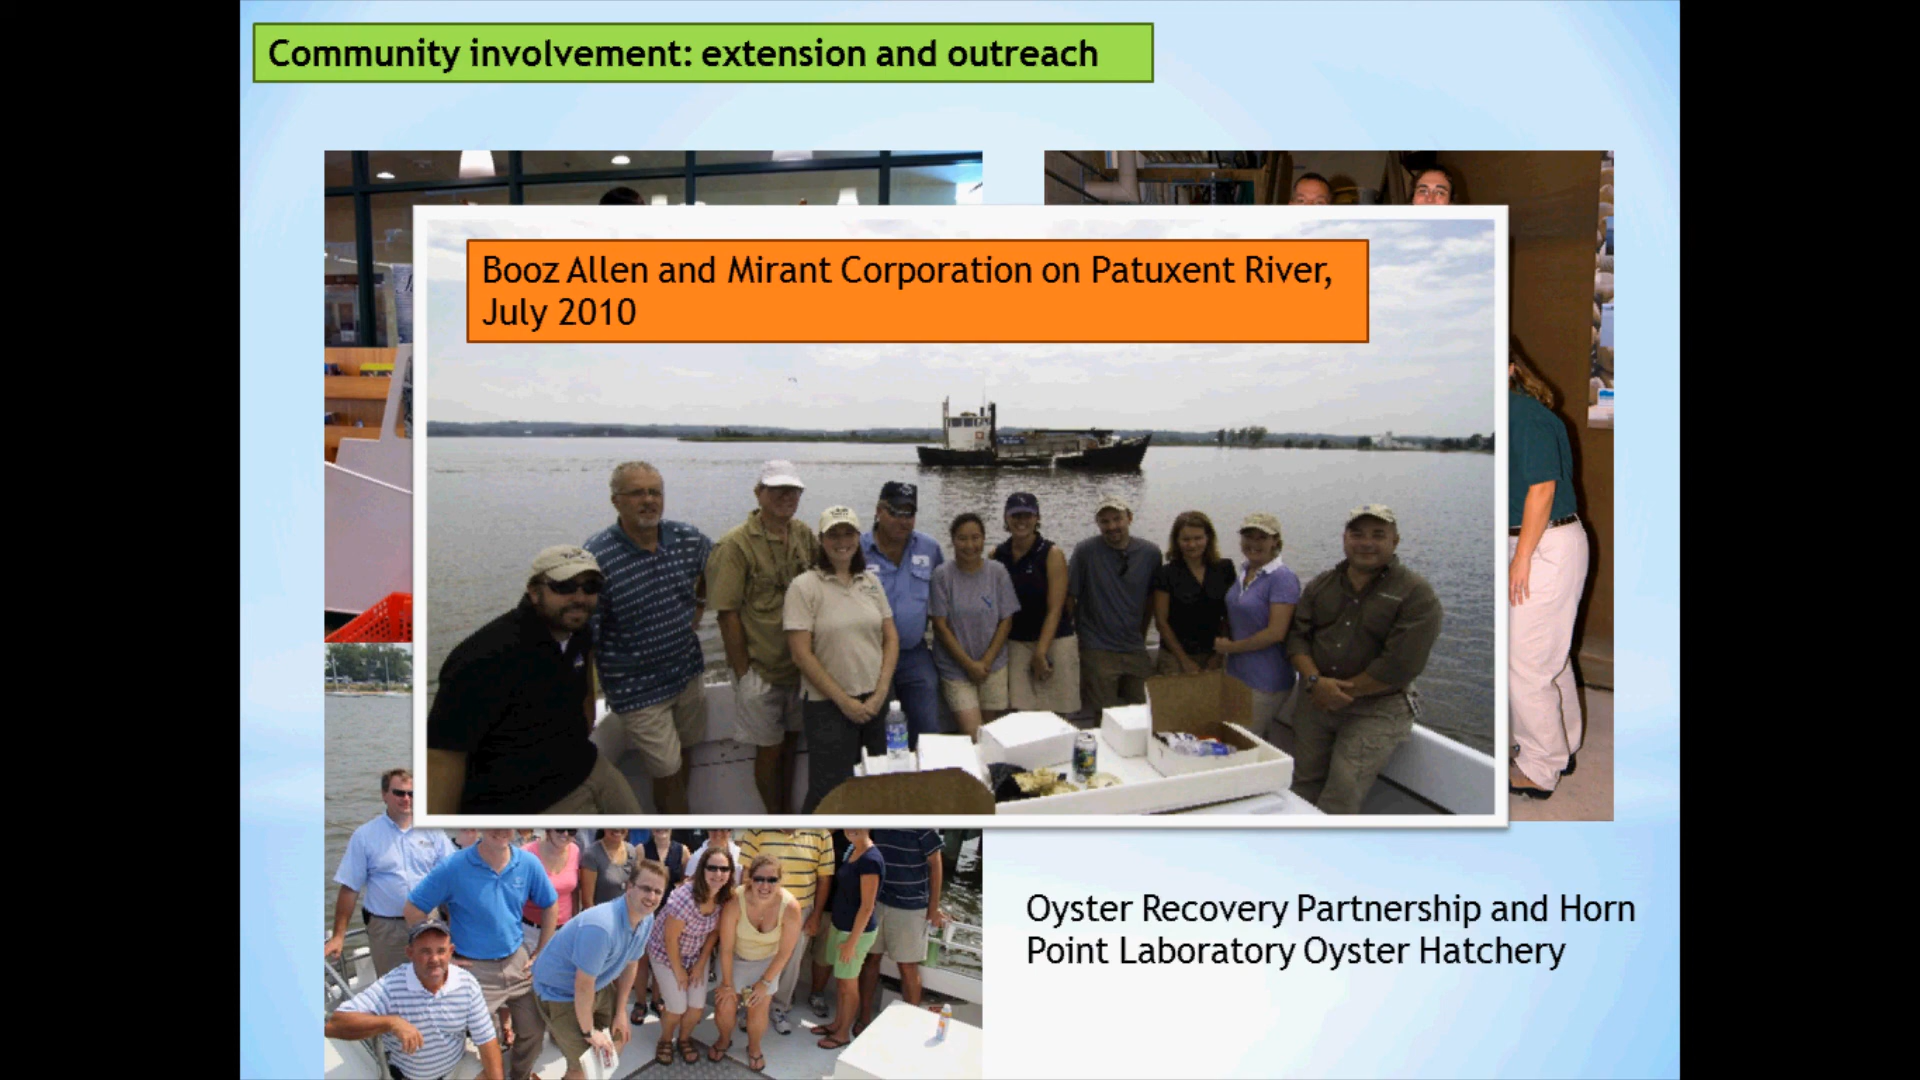 Community involvement: extension and outreach
Booz Allen and Mirant Corporation on Patuxent River,
July 2010
Oyster Recovery Partnership and Horn
Point Laboratory Oyster Hatchery